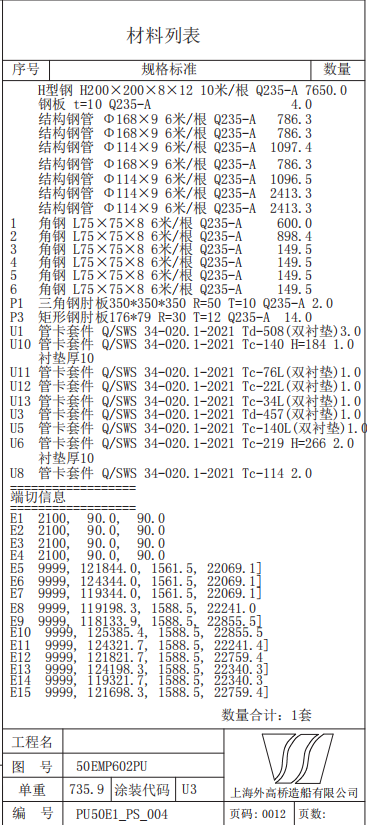 材料列表
序号 规格标准 数量
H型钢 H200×200×8×12 10米/根 Q235-A 7650.0
钢板 t=10 Q235-A 4.0
结构钢管 Φ168×9 6米/根 Q235-A 786.3
结构钢管 Φ168×9 6米/根 Q235-A 786.3
结构钢管 Φ114×9 6米/根 Q235-A 1097.4
结构钢管 Φ168×9 6米/根 Q235-A 786.3
结构钢管 Φ114×9 6米/根 Q235-A 1096.5
结构钢管 Φ114×9 6米/根 Q235-A 2413.3
结构钢管 Φ114×9 6米/根 Q235-A 2413.3
1 角钢 L75×75×8 6米/根 Q235-A 600.0
2 角钢 L75×75×8 6米/根 Q235-A 898.4
3 角钢 L75×75×8 6米/根 Q235-A 149.5
4 角钢 L75×75×8 6米/根 Q235-A 149.5
5 角钢 L75×75×8 6米/根 Q235-A 149.5
6 角钢 L75×75×8 6米/根 Q235-A 149.5
P1 三角钢肘板350*350*350 R=50 T=10 Q235-A 2.0
P3 矩形钢肘板176*79 R=30 T=12 Q235-A 14.0
U1 管卡套件 Q/SWS 34-020.1-2021 Td-508(双衬垫)3.0
U10 管卡套件 Q/SWS 34-020.1-2021 Tc-140 H=184 1.0
衬垫厚10
U11 管卡套件 Q/SWS 34-020.1-2021 Tc-76L(双衬垫)1.0
U12 管卡套件 Q/SWS 34-020.1-2021 Tc-22L(双衬垫)1.0
U13 管卡套件 Q/SWS 34-020.1-2021 Tc-34L(双衬垫)1.0
U3 管卡套件 Q/SWS 34-020.1-2021 Td-457(双衬垫)1.0
U5 管卡套件 Q/SWS 34-020.1-2021 Tc-140L(双衬垫)1.0
U6 管卡套件 Q/SWS 34-020.1-2021 Tc-219 H=266 2.0
衬垫厚10
U8 管卡套件 Q/SWS 34-020.1-2021 Tc-114 2.0
==================
端切信息
==================
E1 2100, 90.0, 90.0
E2 2100, 90.0, 90.0
E3 2100, 90.0, 90.0
E4 2100, 90.0, 90.0
E5 9999, 121844.0, 1561.5, 22069.1]
E6 9999, 124344.0, 1561.5, 22069.1]
E7 9999, 119344.0, 1561.5, 22069.1]
E8 9999, 119198.3, 1588.5, 22241.0
E9 9999, 118133.9, 1588.5, 22855.5]
E10 9999, 125385.4, 1588.5, 22855.5
E11 9999, 124321.7, 1588.5, 22241.4]
E12 9999, 121821.7, 1588.5, 22759.4
E13 9999, 124198.3, 1588.5, 22340.3]
E14 9999, 119321.7, 1588.5, 22340.3
E15 9999, 121698.3, 1588.5, 22759.4]
数量合计: 1套
工程名
图 号 50EMP602PU
单重 735.9 涂装代码 U3
上海外高桥造船有限公司
编 号 PU50E1_PS_004 页码: 0012 页数: